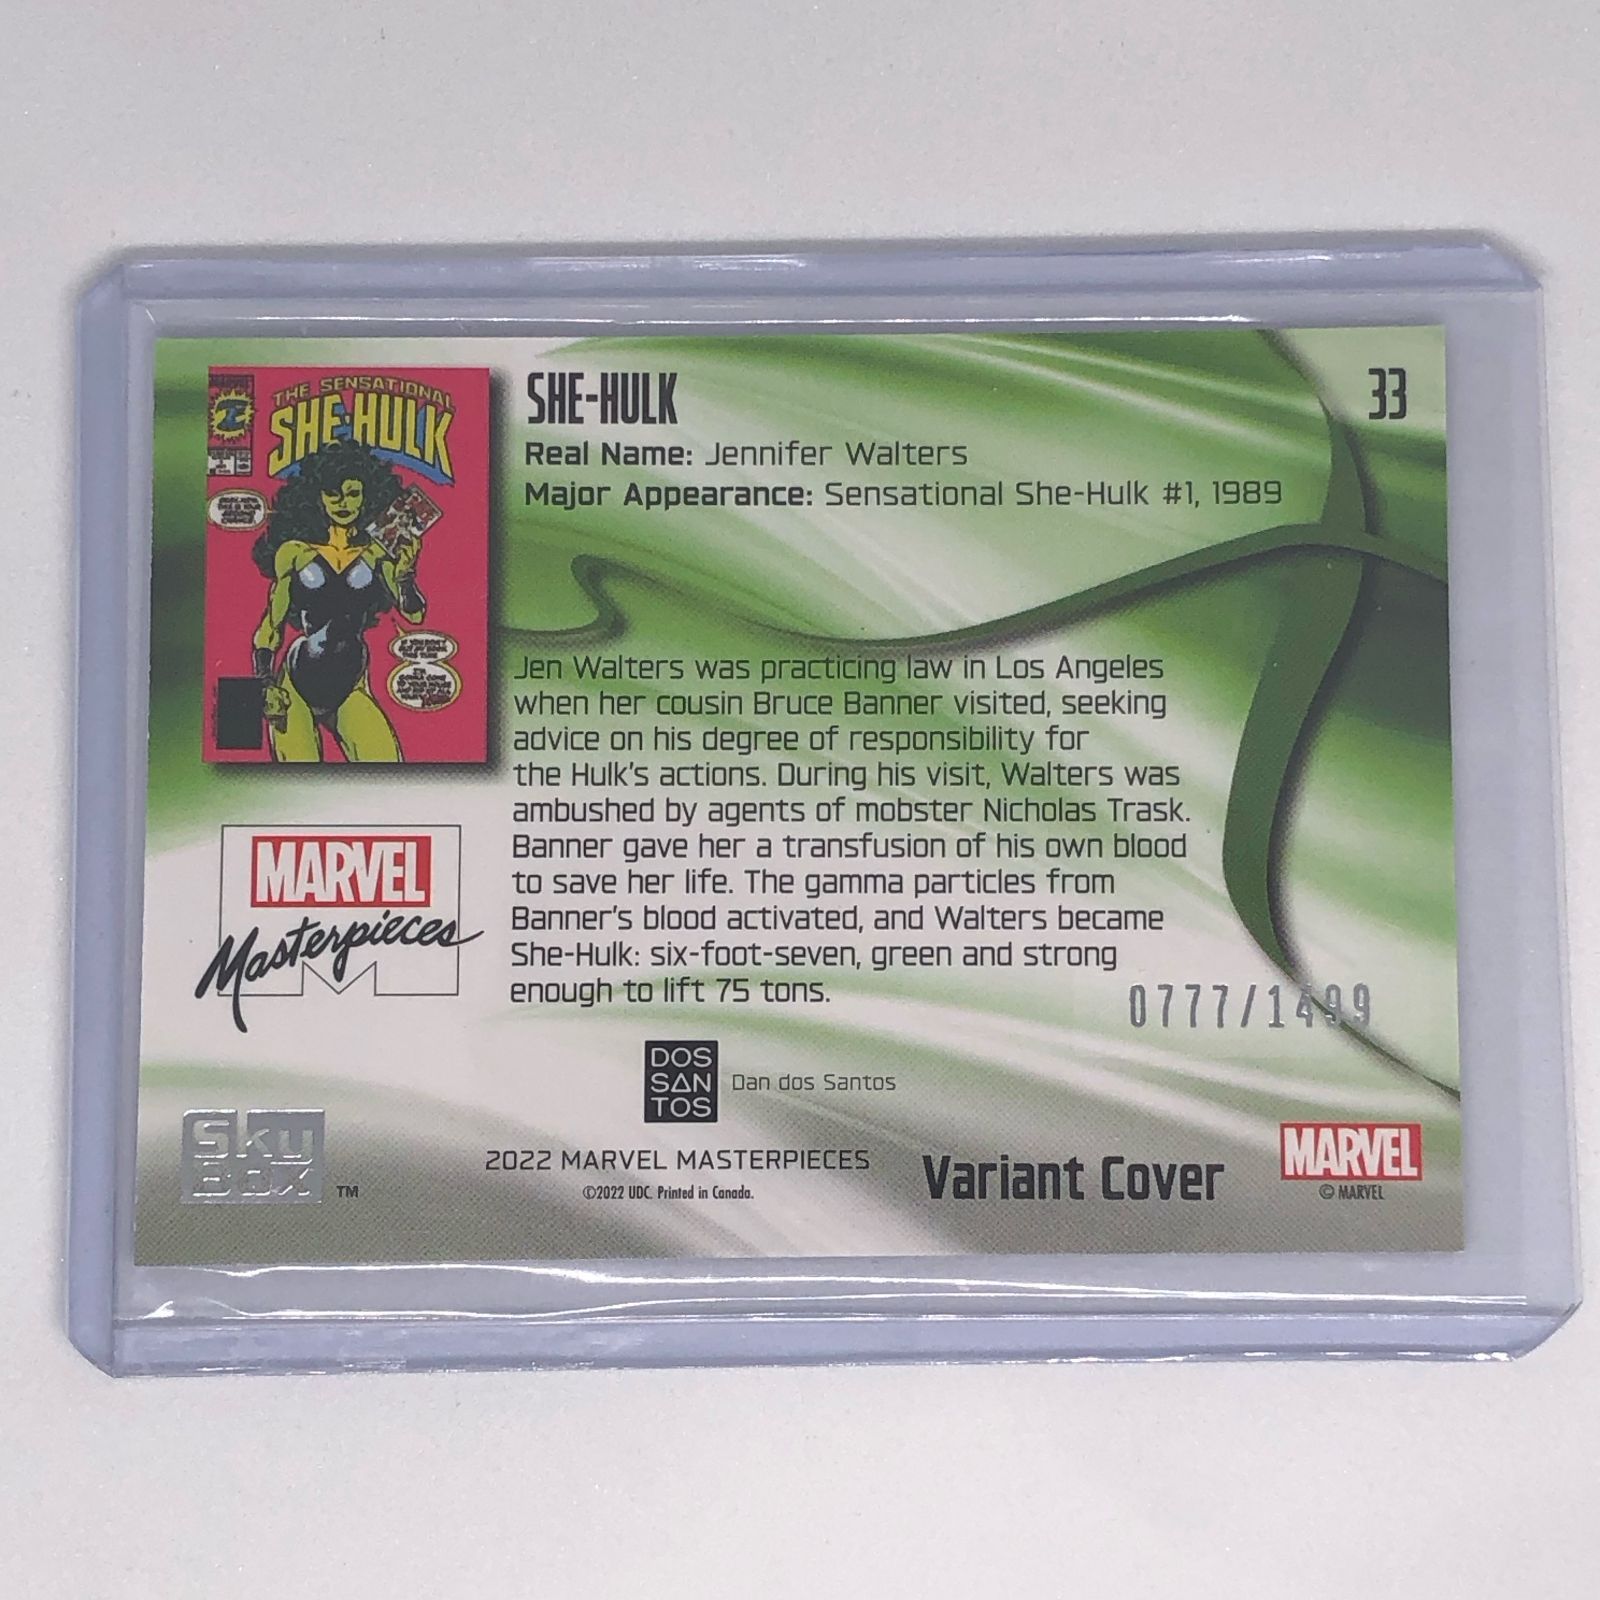 THE SENSATIONAL
SHE-HULK
SHE-HULK
33
Real Name: Jennifer Walters
Major Appearance: Sensational She-Hulk #1, 1989
Jen Walters was practicing law in Los Angeles
when her cousin Bruce Banner visited, seeking
advice on his degree of responsibility for
the Hulk's actions. During his visit, Walters was
ambushed by agents of mobster Nicholas Trask.
Banner gave her a transfusion of his own blood
to save her life. The gamma particles from
Banner's blood activated, and Walters became
She-Hulk: six-foot-seven, green and strong
enough to lift 75 tons.
0777/1499
MARVEL
Masterpieces
DOS
SAN
TOS
Dan dos Santos
SkyBox ™
2022 MARVEL MASTERPIECES
©2022 UDC. Printed in Canada.
Variant Cover
MARVEL
© MARVEL